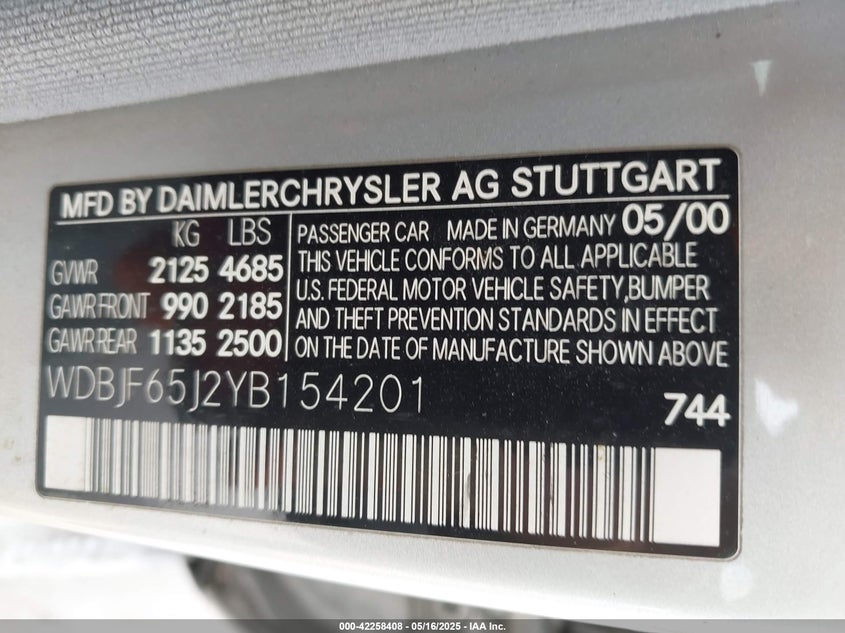 MFD BY DAIMLERCHRYSLER AG STUTTGART
KG LBS
GVWR 2125 4685
GAWR FRONT 990 2185
GAWR REAR 1135 2500
PASSENGER CAR MADE IN GERMANY 05/00
THIS VEHICLE CONFORMS TO ALL APPLICABLE
U.S. FEDERAL MOTOR VEHICLE SAFETY, BUMPER
AND THEFT PREVENTION STANDARDS IN EFFECT
ON THE DATE OF MANUFACTURE SHOWN ABOVE
WDBJF65J2YB154201
744
000-42258408 - 05/16/2025 - IAA Inc.